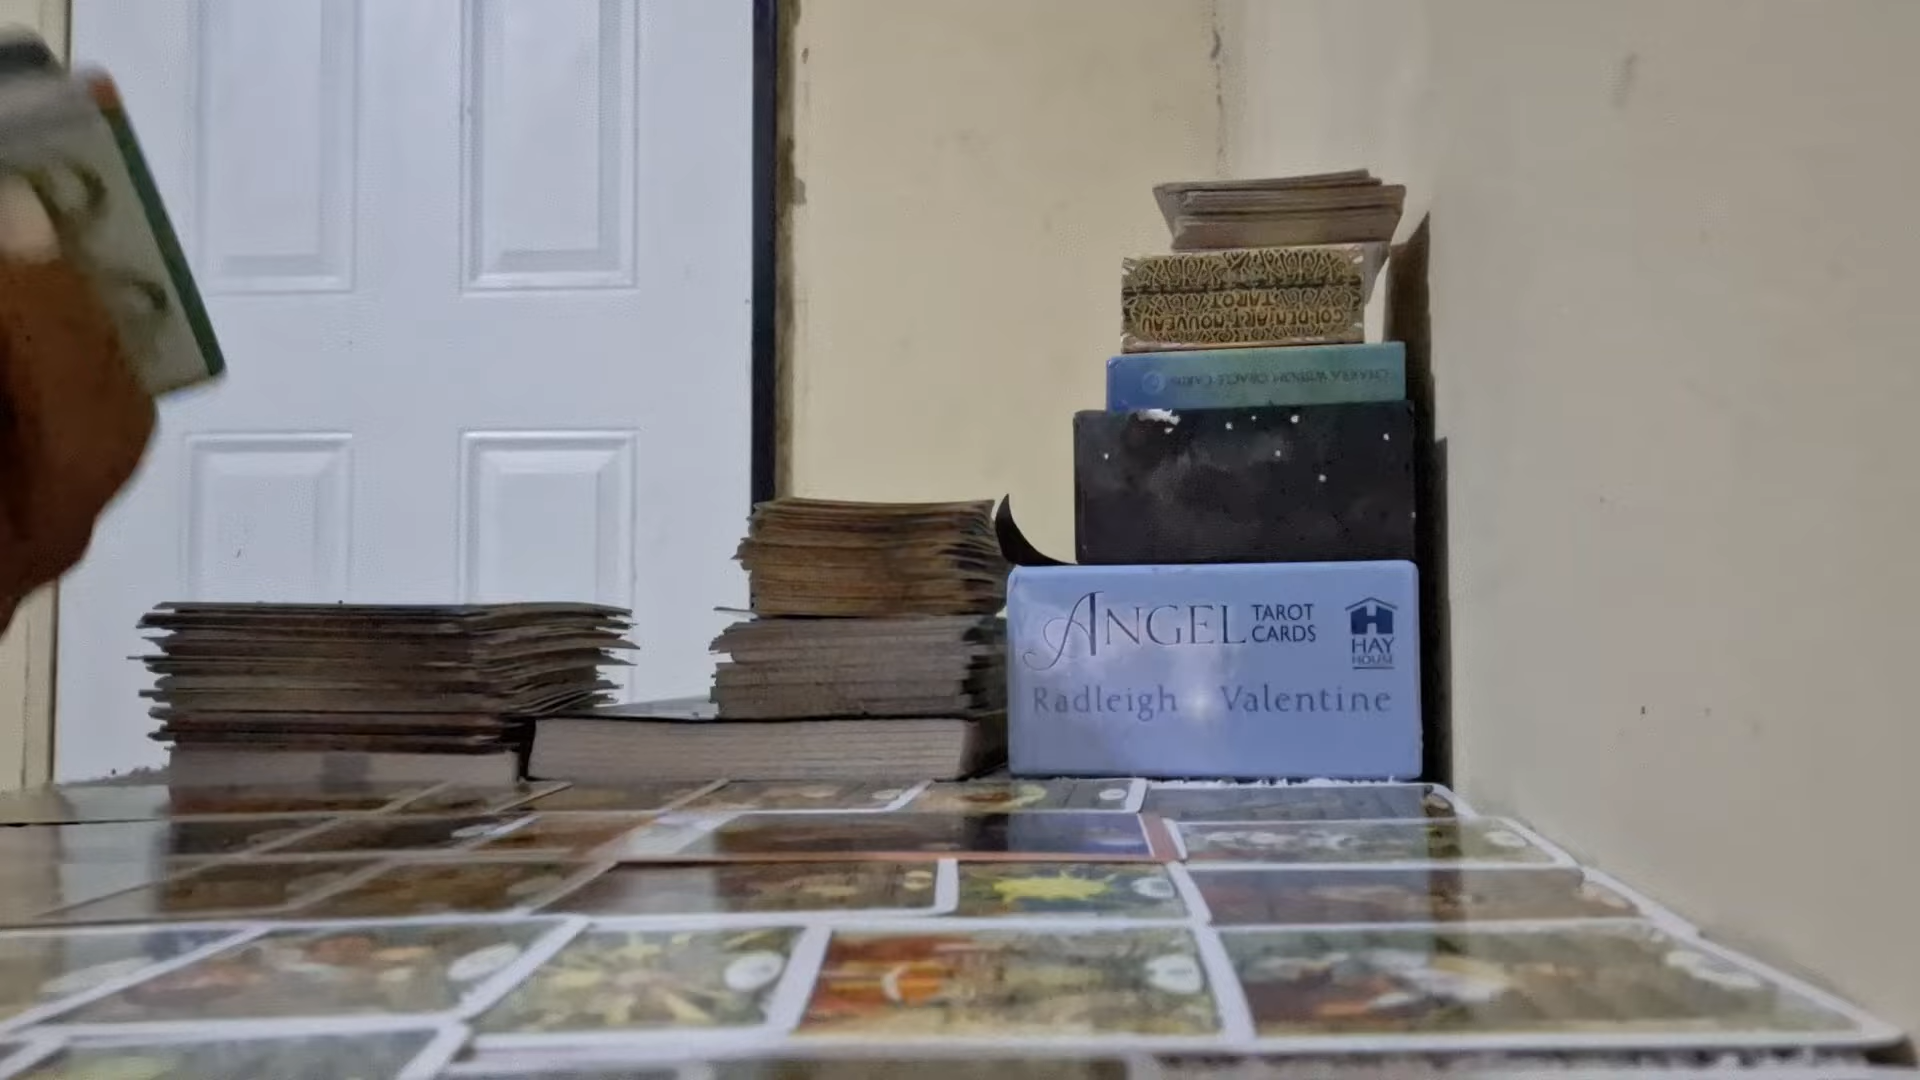 GOLDEN ART NOUVEAU
TAROT
CHAKRA WISDOM ORACLE CARDS
ANGEL TAROT CARDS
HAY HOUSE
Radleigh Valentine